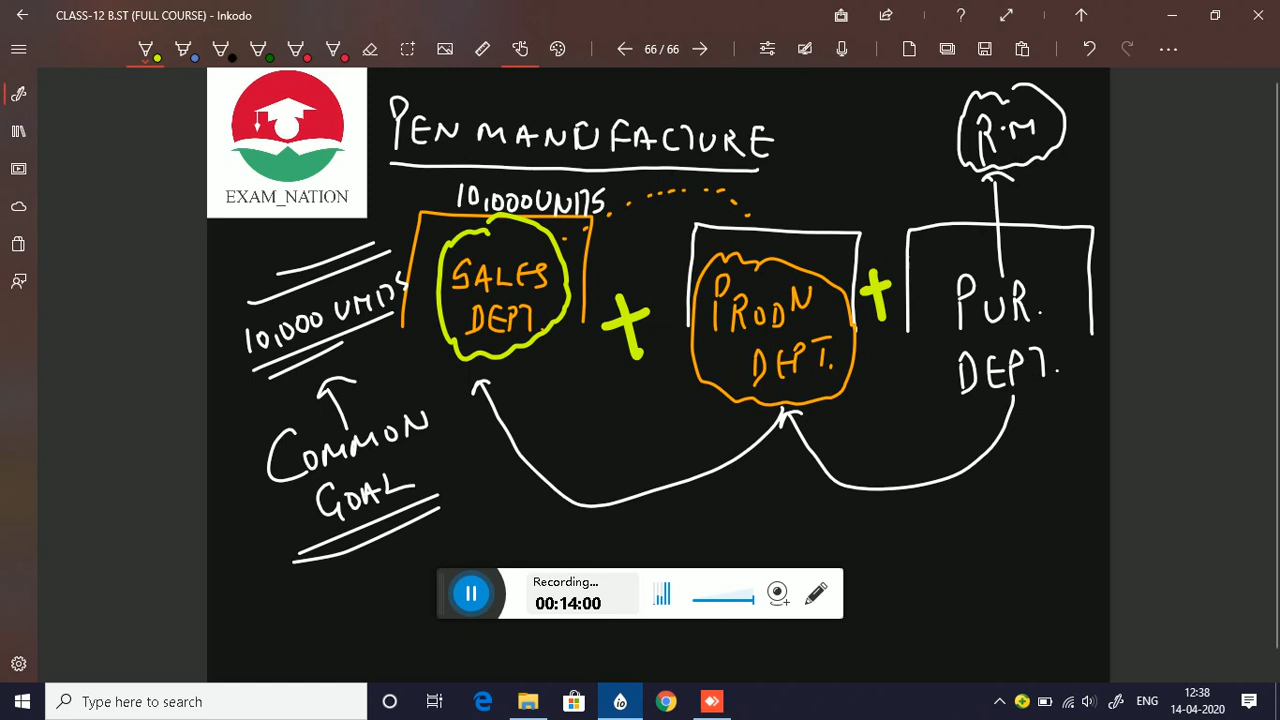 CLASS-12 B.ST (FULL COURSE) - Inkodo
66 / 66
EXAM_NATION
PEN MANUFACTURE
R.M
10,000 UNITS
SALES
DEPT.
+
PRODN
DEPT.
+
PUR.
DEPT.
10,000 UNITS
COMMON
GOAL
Recording...
00:14:00
Type here to search
ENG
12:38
14-04-2020